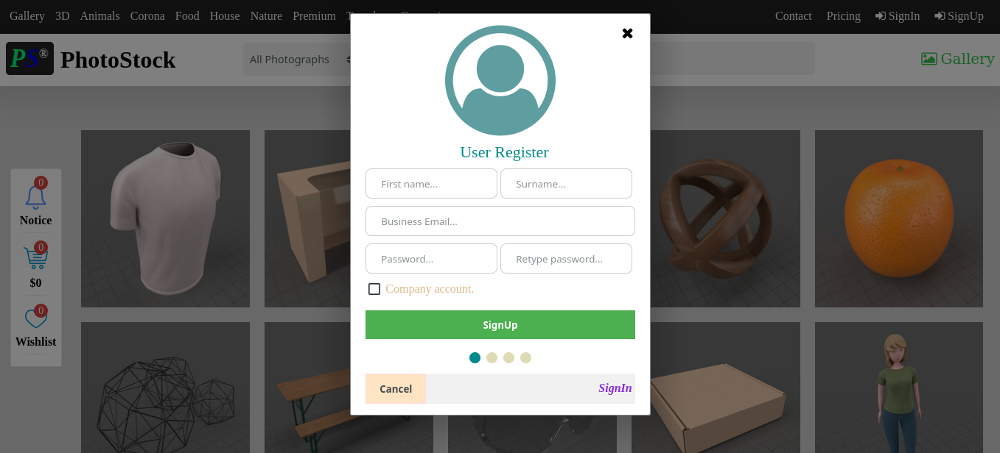 Gallery 3D Animals Corona Food House Nature Premium
Contact Pricing SignIn SignUp
PS® PhotoStock
All Photographs
Gallery
User Register
First name... Surname...
Business Email...
Password... Retype password...
Company account.
SignUp
Cancel
SignIn
0
Notice
0
$0
0
Wishlist